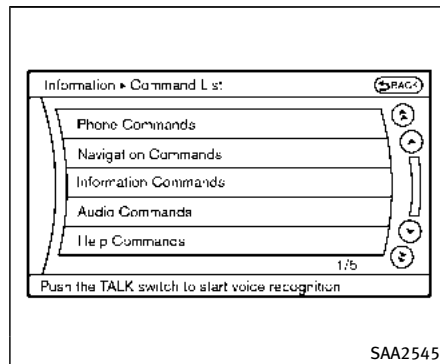 Information ▸ Command List
BACK
Phone Commands
Navigation Commands
Information Commands
Audio Commands
Help Commands
1/5
Push the TALK switch to start voice recognition
SAA2545